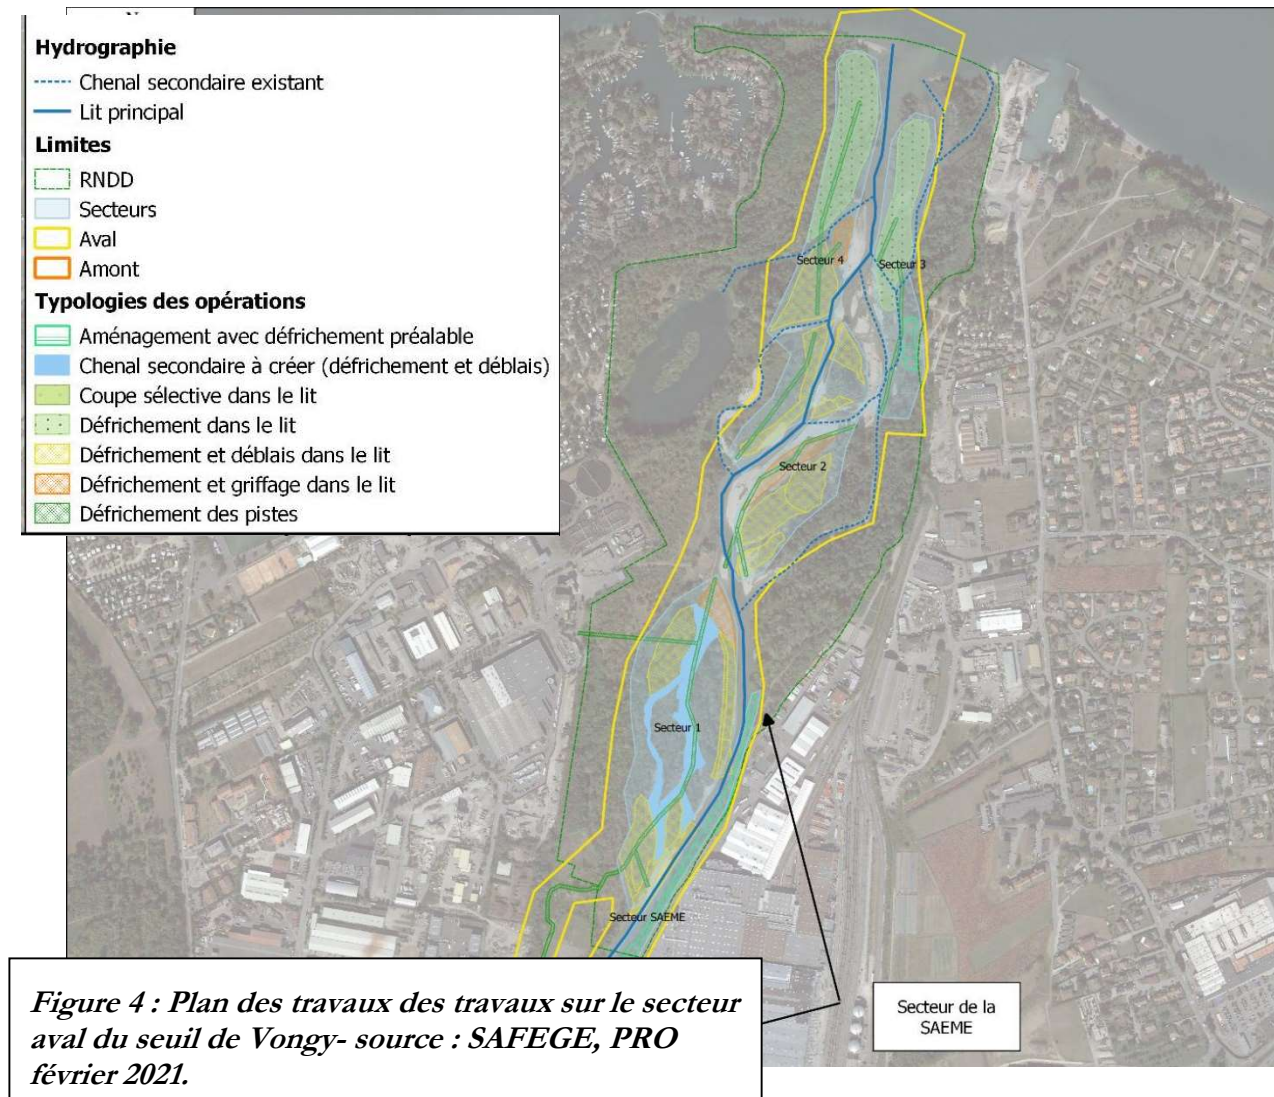 Hydrographie
Chenal secondaire existant
Lit principal
Limites
RNDD
Secteurs
Aval
Amont
Typologies des opérations
Aménagement avec défrichement préalable
Chenal secondaire à créer (défrichement et déblais)
Coupe sélective dans le lit
Défrichement dans le lit
Défrichement et déblais dans le lit
Défrichement et griffage dans le lit
Défrichement des pistes
Secteur 4
Secteur 3
Secteur 2
Secteur 1
Secteur SAEME
Secteur de la
SAEME
Figure 4 : Plan des travaux des travaux sur le secteur
aval du seuil de Vongy- source : SAFEGE, PRO
février 2021.